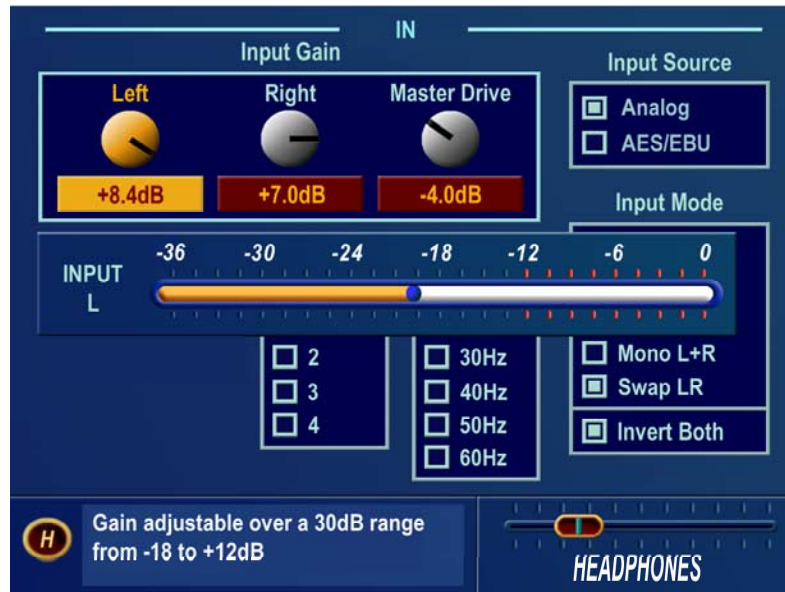 IN
Input Gain
Left Right Master Drive
+8.4dB +7.0dB -4.0dB
Input Source
Analog
AES/EBU
Input Mode
-36 -30 -24 -18 -12 -6 0
INPUT
L
2
3
4
30Hz
40Hz
50Hz
60Hz
Mono L+R
Swap LR
Invert Both
H
Gain adjustable over a 30dB range
from -18 to +12dB
HEADPHONES